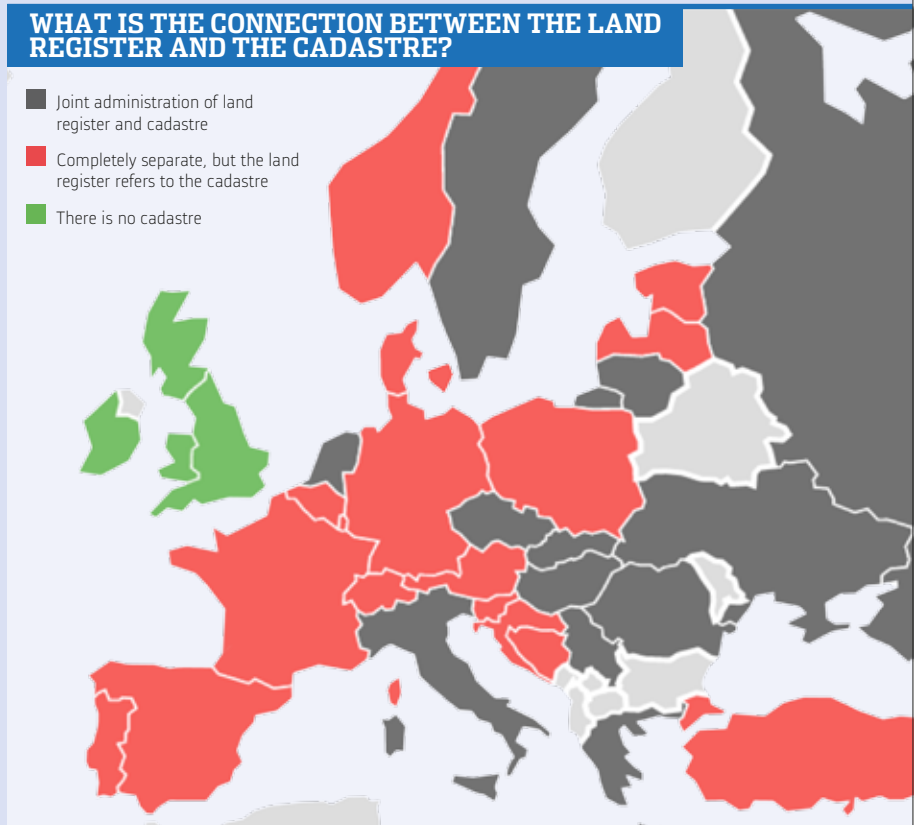 WHAT IS THE CONNECTION BETWEEN THE LAND
REGISTER AND THE CADASTRE?
Joint administration of land
register and cadastre
Completely separate, but the land
register refers to the cadastre
There is no cadastre